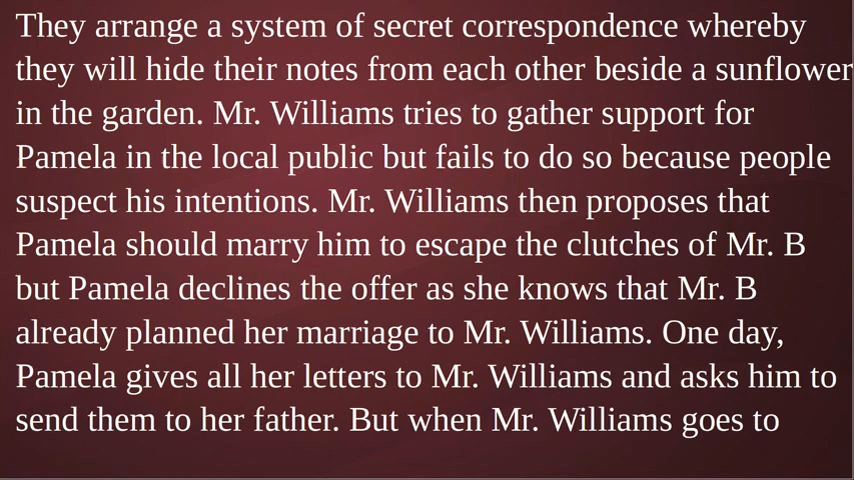 They arrange a system of secret correspondence whereby
they will hide their notes from each other beside a sunflower
in the garden. Mr. Williams tries to gather support for
Pamela in the local public but fails to do so because people
suspect his intentions. Mr. Williams then proposes that
Pamela should marry him to escape the clutches of Mr. B
but Pamela declines the offer as she knows that Mr. B
already planned her marriage to Mr. Williams. One day,
Pamela gives all her letters to Mr. Williams and asks him to
send them to her father. But when Mr. Williams goes to